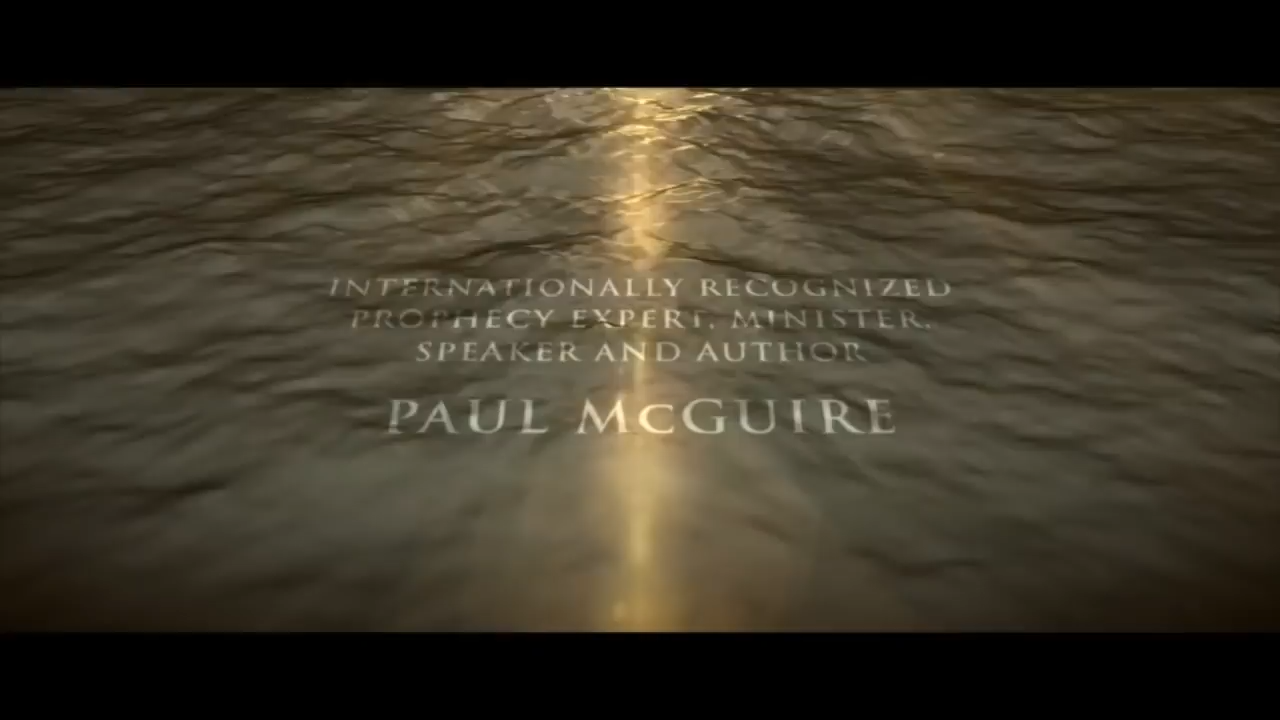 INTERNATIONALLY RECOGNIZED
PROPHECY EXPERT, MINISTER,
SPEAKER AND AUTHOR
PAUL McGUIRE